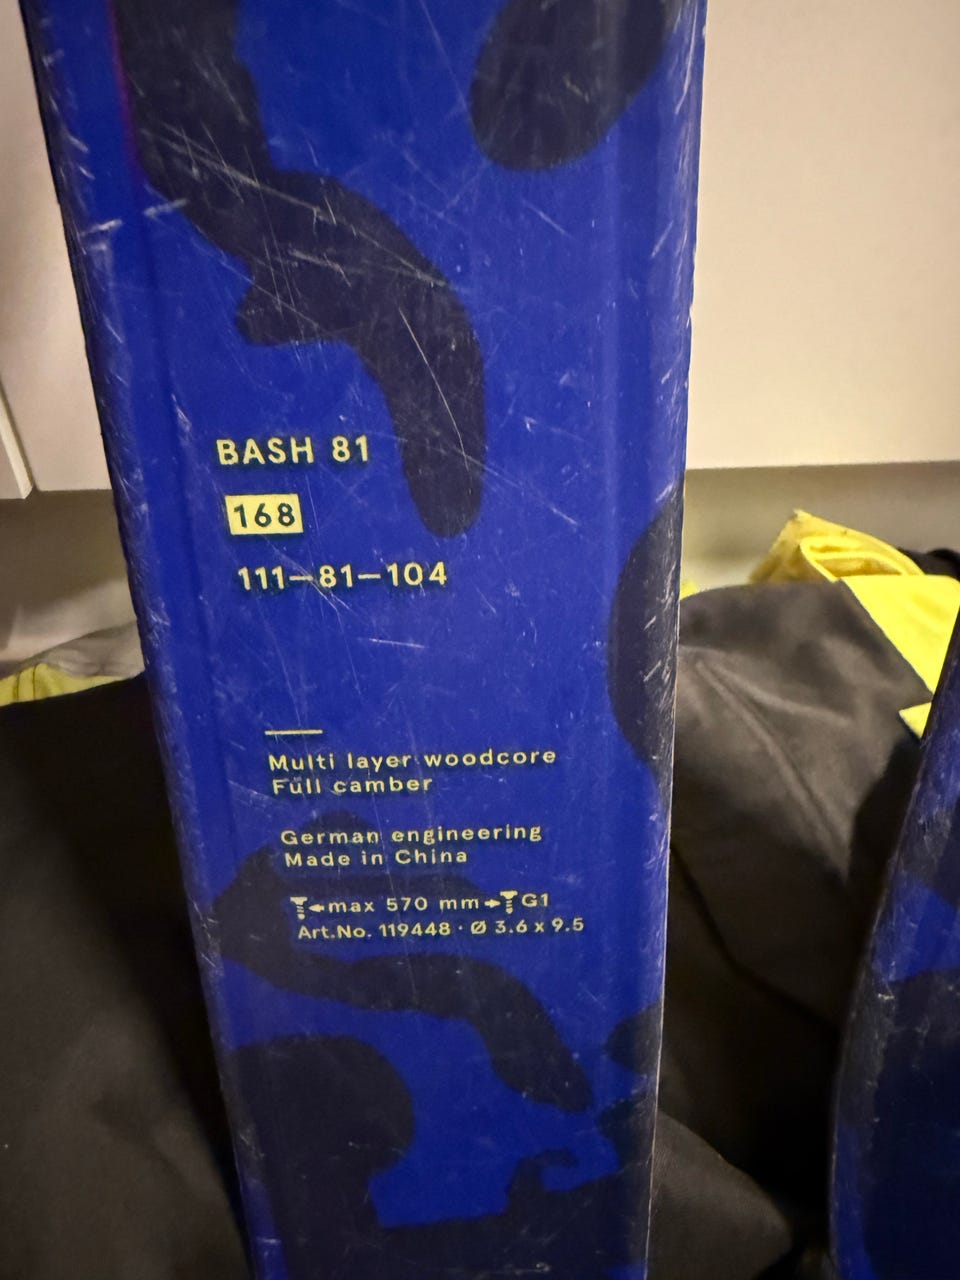 BASH 81
168
111–81–104
Multi layer woodcore
Full camber
German engineering
Made in China
max 570 mm G1
Art.No. 119448 · Ø 3.6 x 9.5